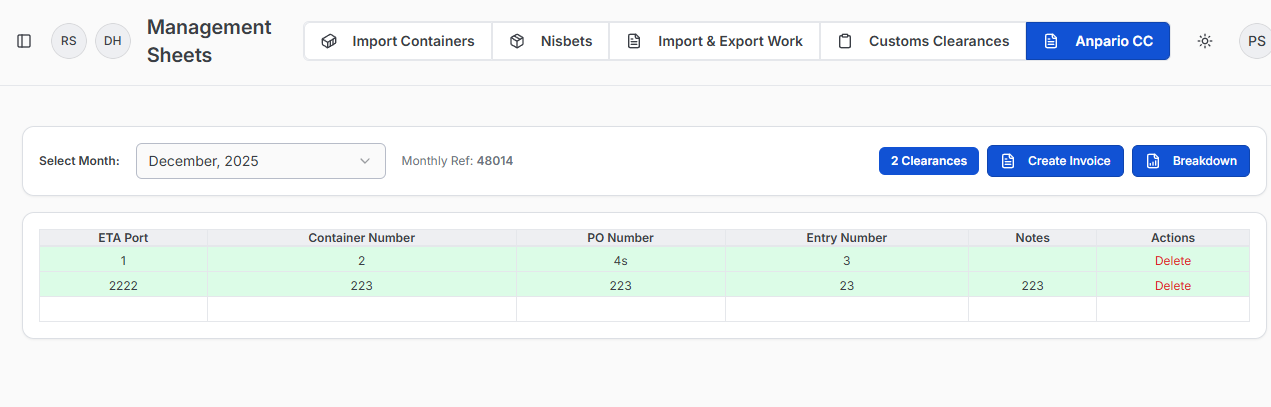 RS DH Management Sheets Import Containers Nisbets Import & Export Work Customs Clearances Anpario CC PS
Select Month: December, 2025 Monthly Ref: 48014 2 Clearances Create Invoice Breakdown
ETA Port Container Number PO Number Entry Number Notes Actions
1 2 4s 3 Delete
2222 223 223 23 223 Delete